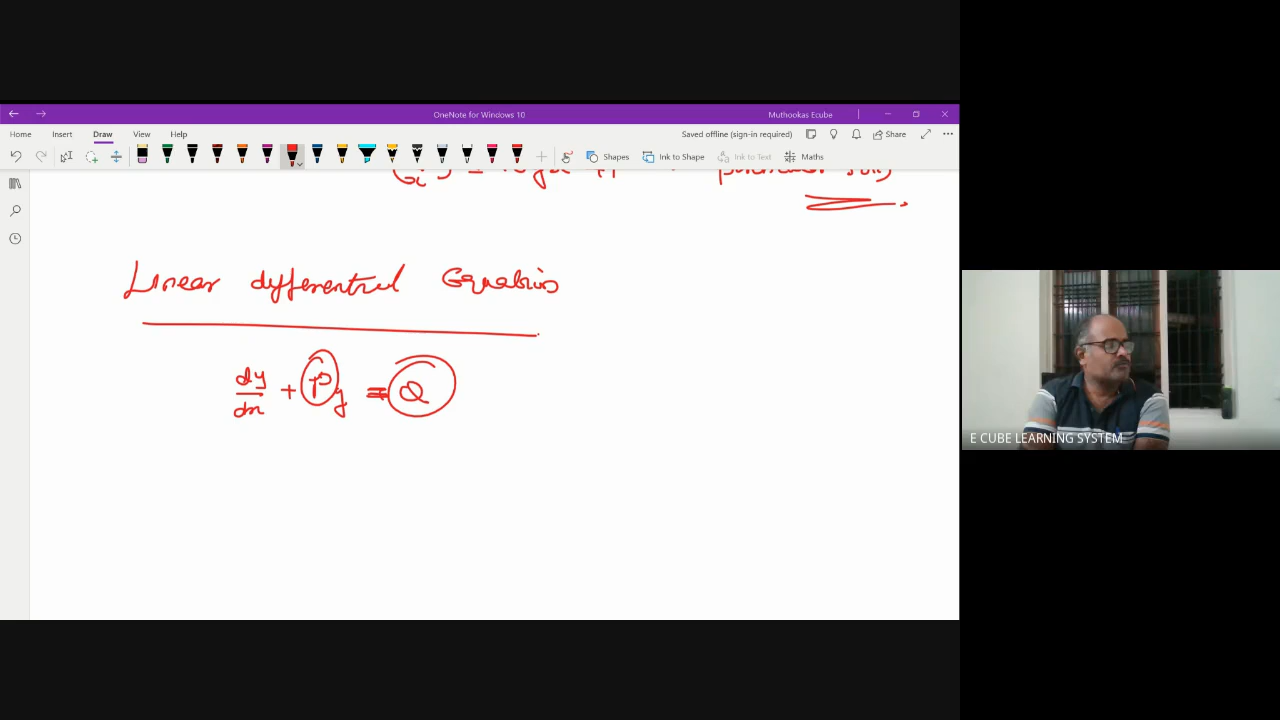 OneNote for Windows 10
Muthookas Ecube
Home Insert Draw View Help
Saved offline (sign-in required) Share
Shapes Ink to Shape Ink to Text Maths
Linear differential Equations
dy/dx + Py = Q
E CUBE LEARNING SYSTEM